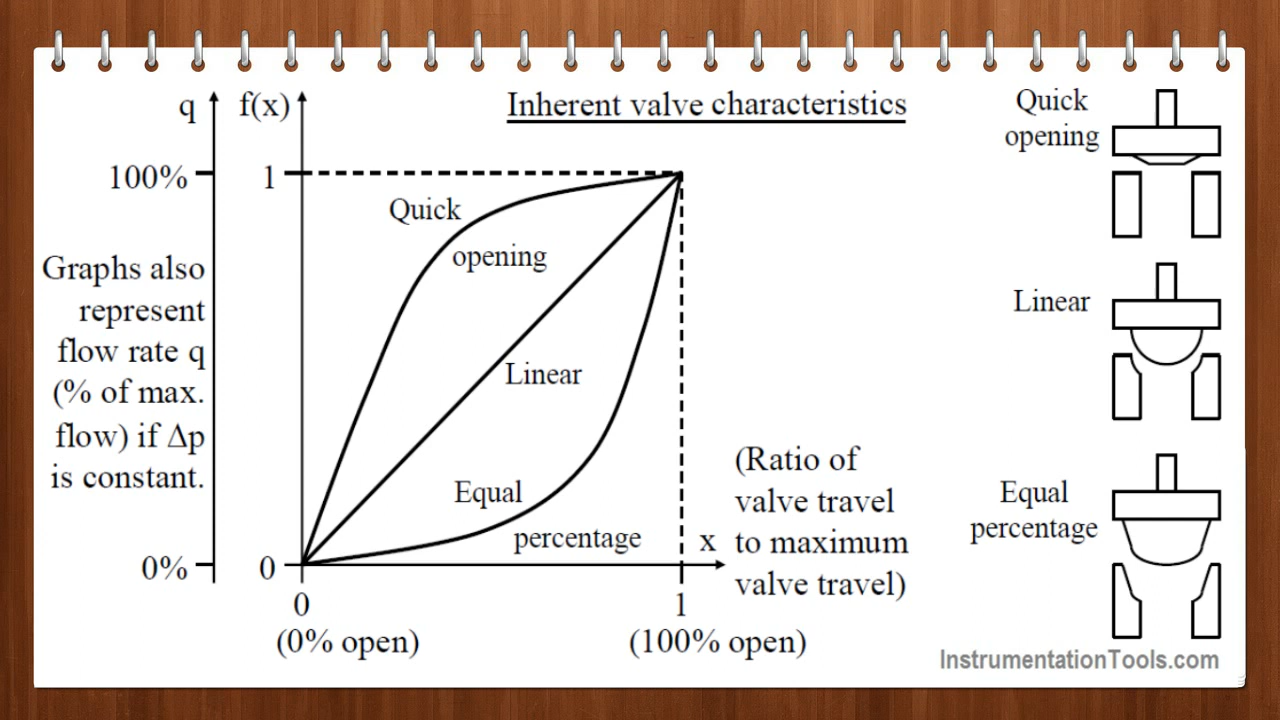 Inherent valve characteristics
q
f(x)
100%
1
Quick
opening
Linear
Equal
percentage
Graphs also
represent
flow rate q
(% of max.
flow) if Δp
is constant.
0%
0
x
(Ratio of
valve travel
to maximum
valve travel)
0
(0% open)
1
(100% open)
Quick
opening
Linear
Equal
percentage
InstrumentationTools.com